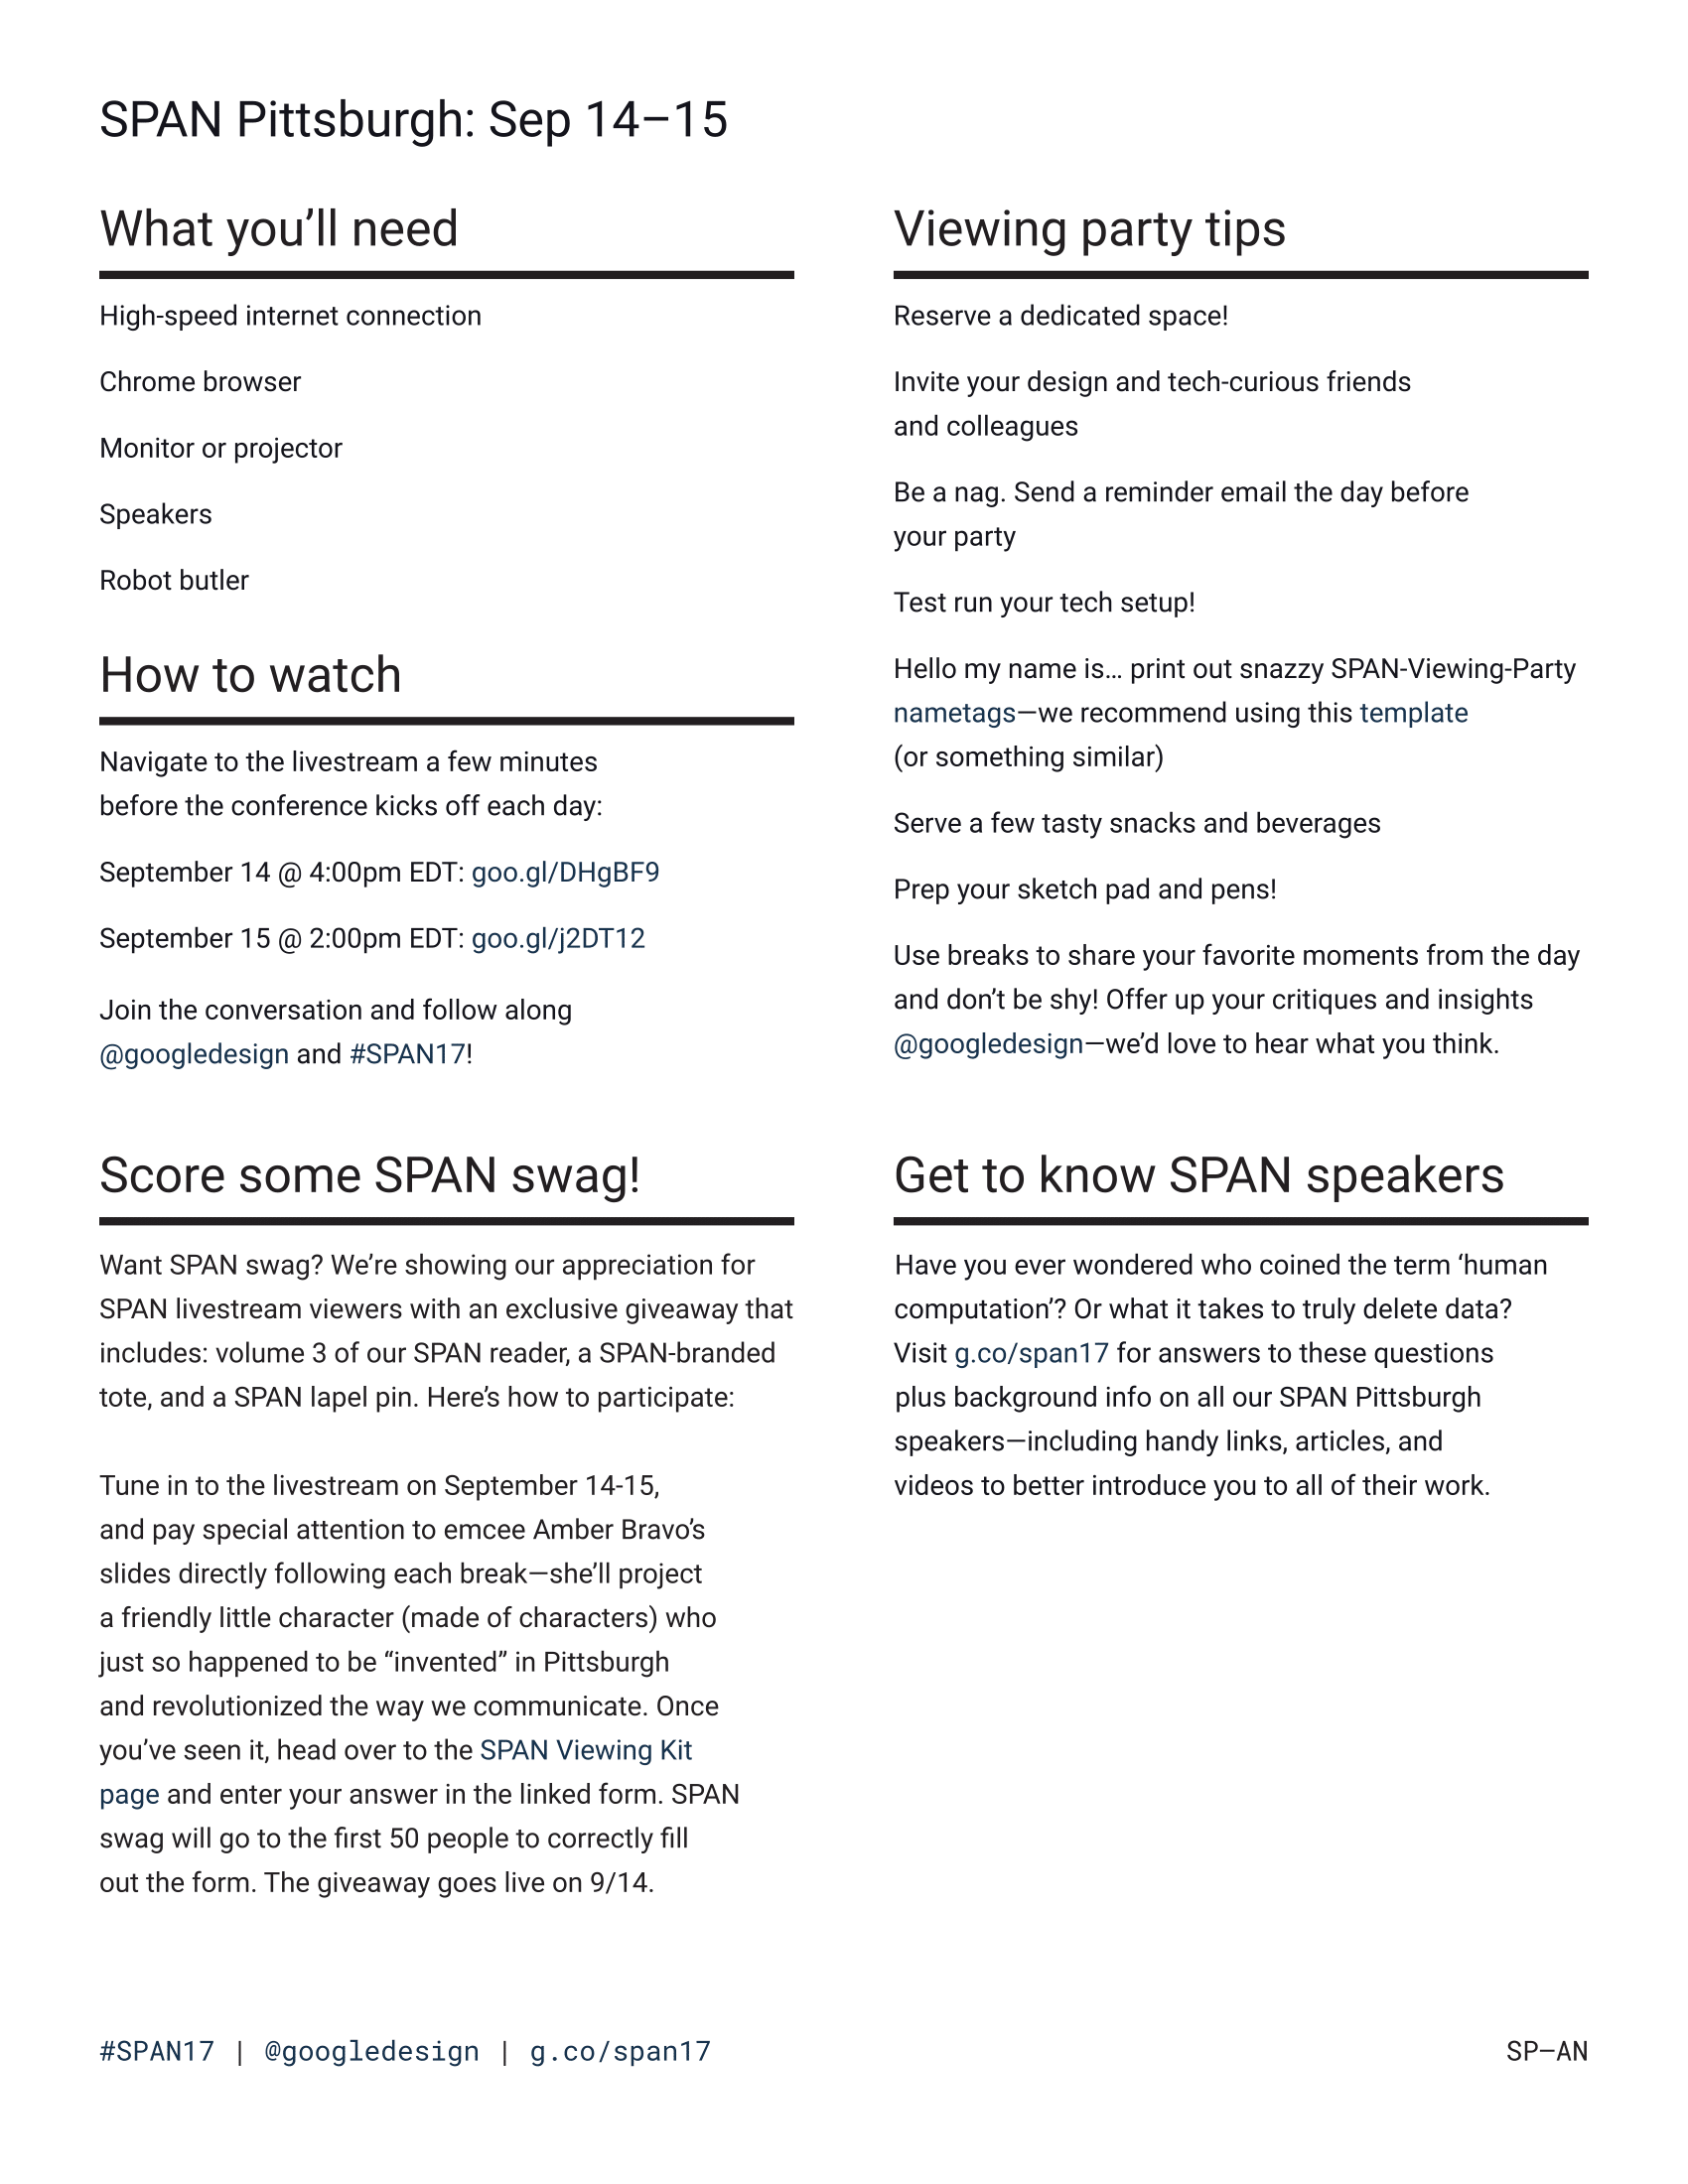 SPAN Pittsburgh: Sep 14–15
What you’ll need
High-speed internet connection
Chrome browser
Monitor or projector
Speakers
Robot butler
How to watch
Navigate to the livestream a few minutes
before the conference kicks off each day:
September 14 @ 4:00pm EDT: goo.gl/DHgBF9
September 15 @ 2:00pm EDT: goo.gl/j2DT12
Join the conversation and follow along
@googledesign and #SPAN17!
Viewing party tips
Reserve a dedicated space!
Invite your design and tech-curious friends
and colleagues
Be a nag. Send a reminder email the day before
your party
Test run your tech setup!
Hello my name is… print out snazzy SPAN-Viewing-Party
nametags—we recommend using this template
(or something similar)
Serve a few tasty snacks and beverages
Prep your sketch pad and pens!
Use breaks to share your favorite moments from the day
and don’t be shy! Offer up your critiques and insights
@googledesign—we’d love to hear what you think.
Score some SPAN swag!
Want SPAN swag? We’re showing our appreciation for
SPAN livestream viewers with an exclusive giveaway that
includes: volume 3 of our SPAN reader, a SPAN-branded
tote, and a SPAN lapel pin. Here’s how to participate:
Tune in to the livestream on September 14-15,
and pay special attention to emcee Amber Bravo’s
slides directly following each break—she’ll project
a friendly little character (made of characters) who
just so happened to be “invented” in Pittsburgh
and revolutionized the way we communicate. Once
you’ve seen it, head over to the SPAN Viewing Kit
page and enter your answer in the linked form. SPAN
swag will go to the first 50 people to correctly fill
out the form. The giveaway goes live on 9/14.
Get to know SPAN speakers
Have you ever wondered who coined the term ‘human
computation’? Or what it takes to truly delete data?
Visit g.co/span17 for answers to these questions
plus background info on all our SPAN Pittsburgh
speakers—including handy links, articles, and
videos to better introduce you to all of their work.
#SPAN17 | @googledesign | g.co/span17
SP–AN